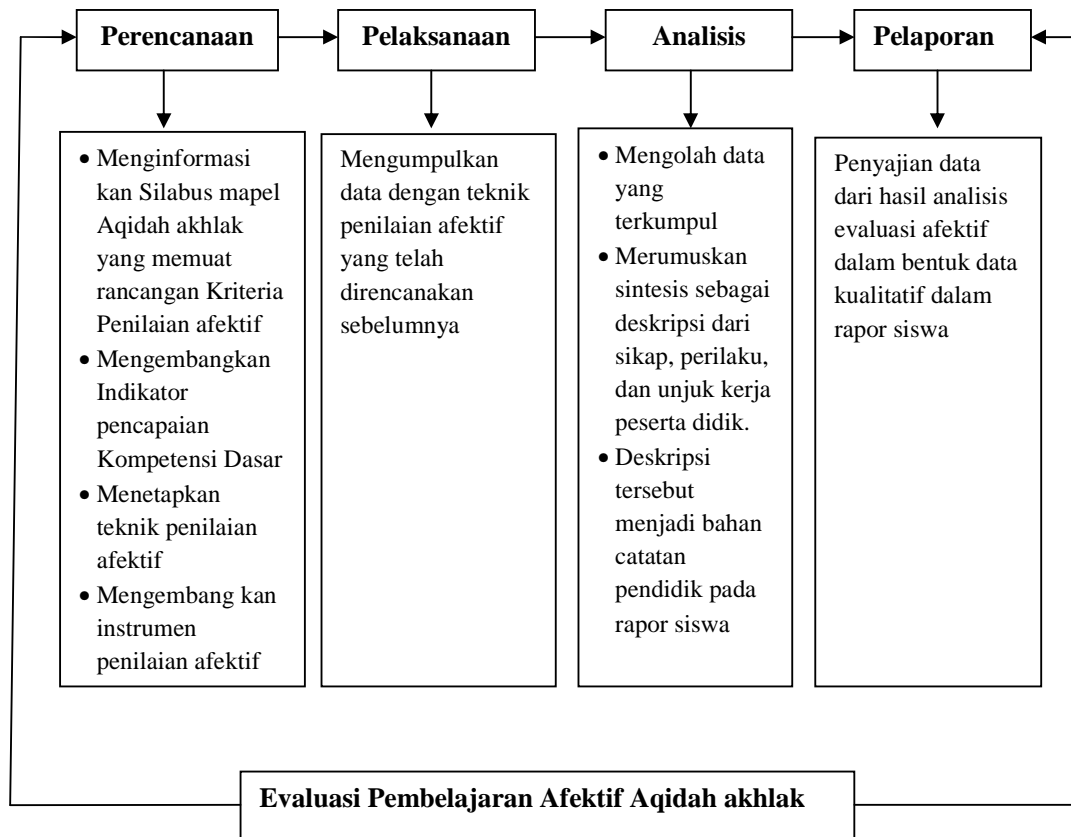 Perencanaan
Pelaksanaan
Analisis
Pelaporan
• Menginformasi
kan Silabus mapel
Aqidah akhlak
yang memuat
rancangan Kriteria
Penilaian afektif
• Mengembangkan
Indikator
pencapaian
Kompetensi Dasar
• Menetapkan
teknik penilaian
afektif
• Mengembang kan
instrumen
penilaian afektif
Mengumpulkan
data dengan teknik
penilaian afektif
yang telah
direncanakan
sebelumnya
• Mengolah data
yang
terkumpul
• Merumuskan
sintesis sebagai
deskripsi dari
sikap, perilaku,
dan unjuk kerja
peserta didik.
• Deskripsi
tersebut
menjadi bahan
catatan
pendidik pada
rapor siswa
Penyajian data
dari hasil analisis
evaluasi afektif
dalam bentuk data
kualitatif dalam
rapor siswa
Evaluasi Pembelajaran Afektif Aqidah akhlak